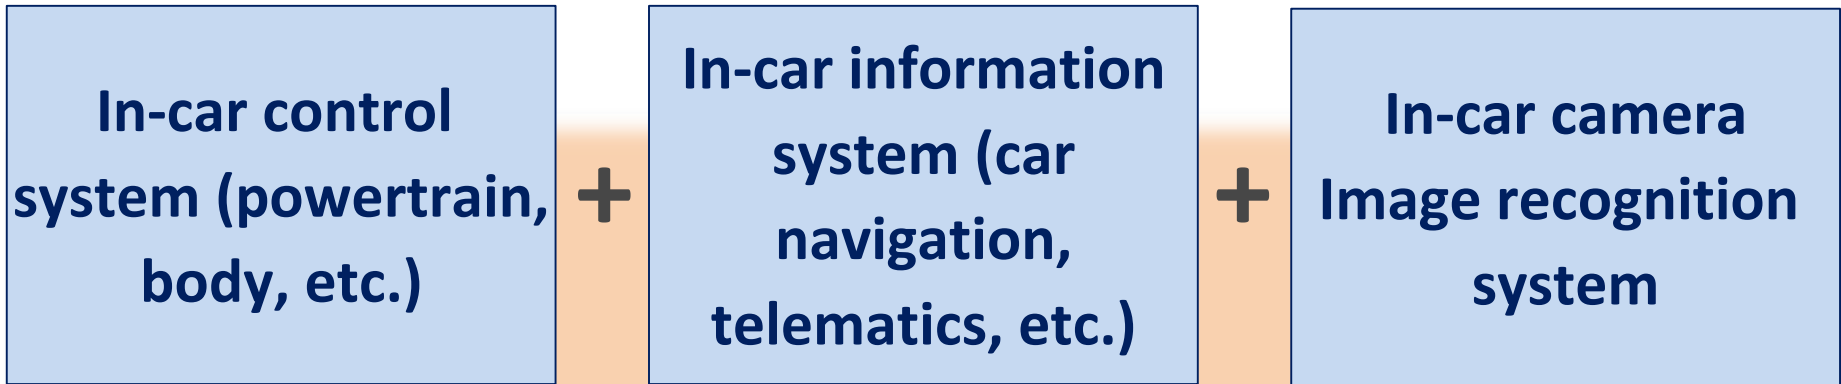 In-car control
system (powertrain,
body, etc.)
+
In-car information
system (car
navigation,
telematics, etc.)
+
In-car camera
Image recognition
system